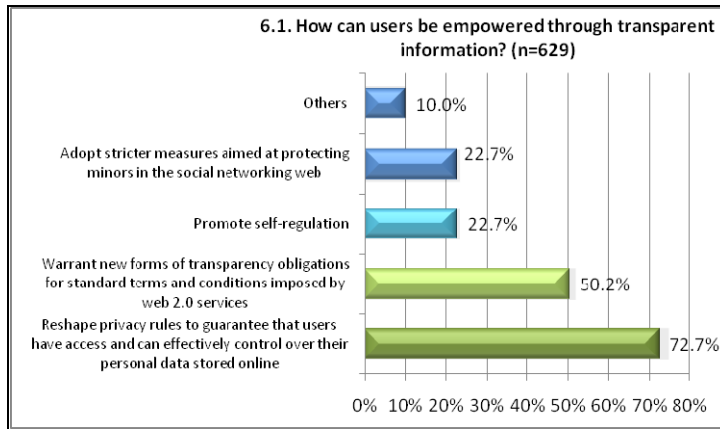 6.1. How can users be empowered through transparent
information? (n=629)
Others
10.0%
Adopt stricter measures aimed at protecting
minors in the social networking web
22.7%
Promote self-regulation
22.7%
Warrant new forms of transparency obligations
for standard terms and conditions imposed by
web 2.0 services
50.2%
Reshape privacy rules to guarantee that users
have access and can effectively control over their
personal data stored online
72.7%
0% 10% 20% 30% 40% 50% 60% 70% 80%